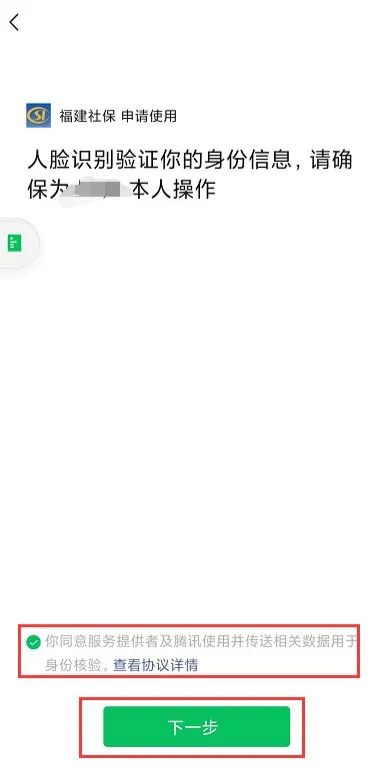 福建社保 申请使用
人脸识别验证你的身份信息，请确
保为 本人操作
你同意服务提供者及腾讯使用并传送相关数据用于
身份核验。查看协议详情
下一步